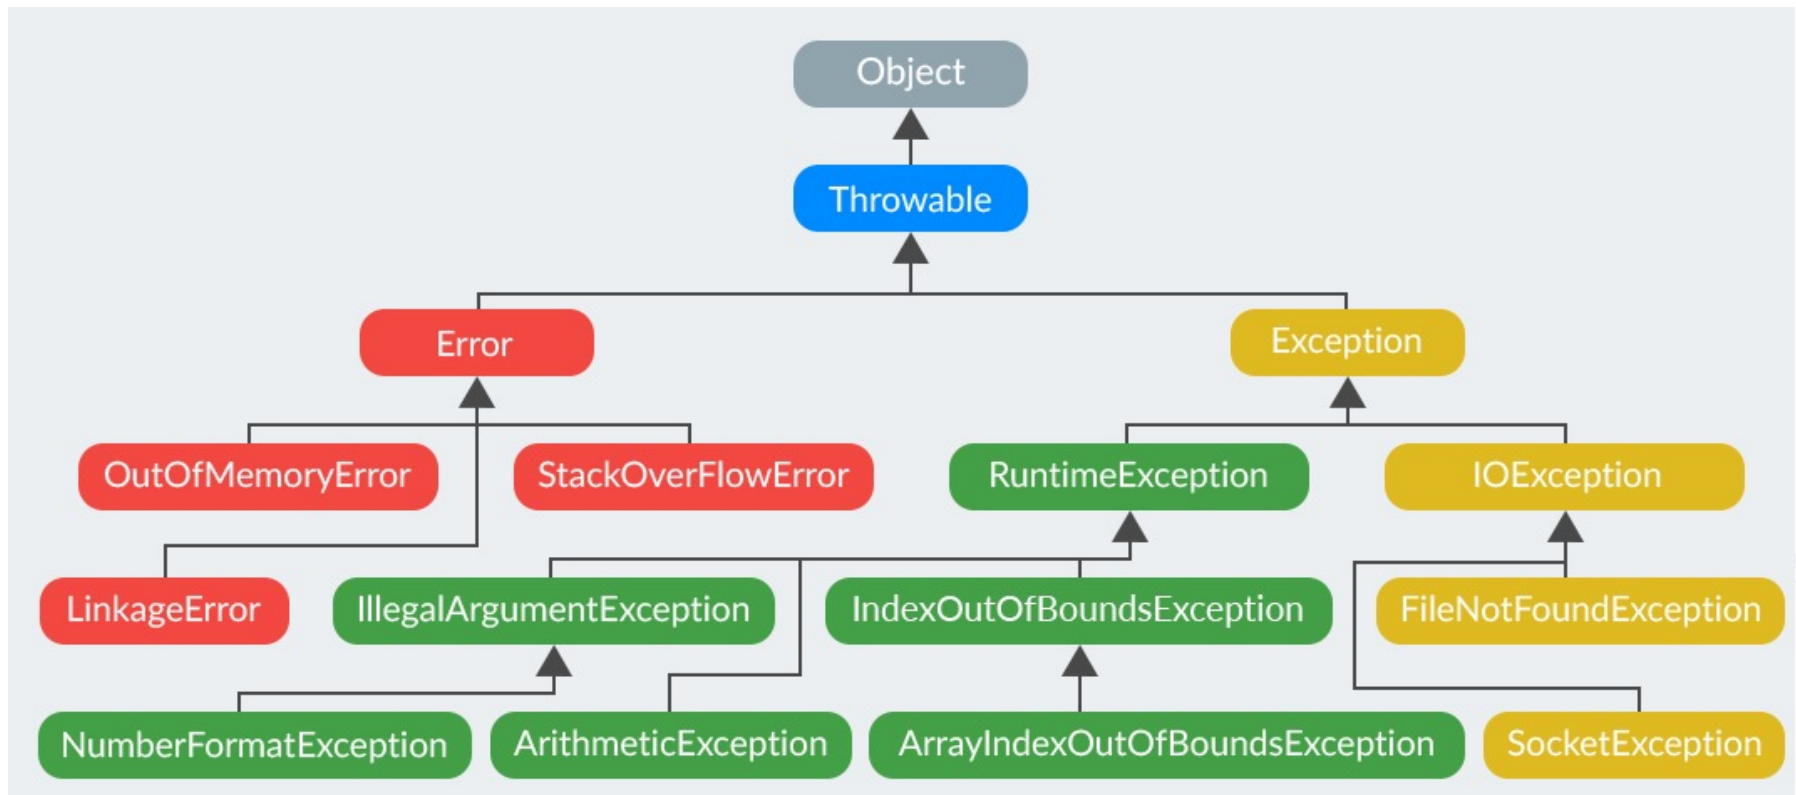 Object
Throwable
Error
Exception
OutOfMemoryError
StackOverFlowError
RuntimeException
IOException
LinkageError
IllegalArgumentException
IndexOutOfBoundsException
FileNotFoundException
NumberFormatException
ArithmeticException
ArrayIndexOutOfBoundsException
SocketException